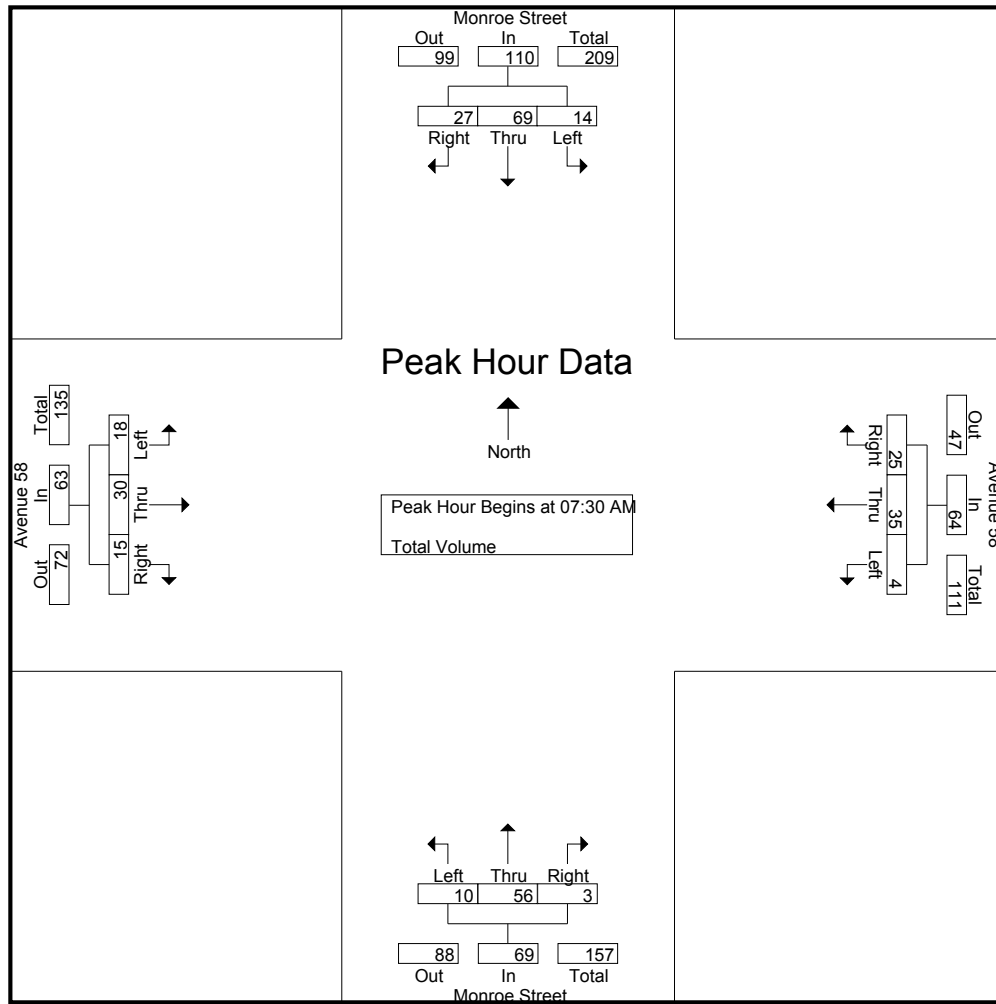 Monroe Street
Out In Total
99 110 209
27 69 14
Right Thru Left
Peak Hour Data
North
Peak Hour Begins at 07:30 AM
Total Volume
Avenue 58
Total In Out
135 63 72
18 30 15
Left Thru Right
Right Thru Left
25 35 4
Out In Total
47 64 111
Avenue 58
Left Thru Right
10 56 3
88 69 157
Out In Total
Monroe Street